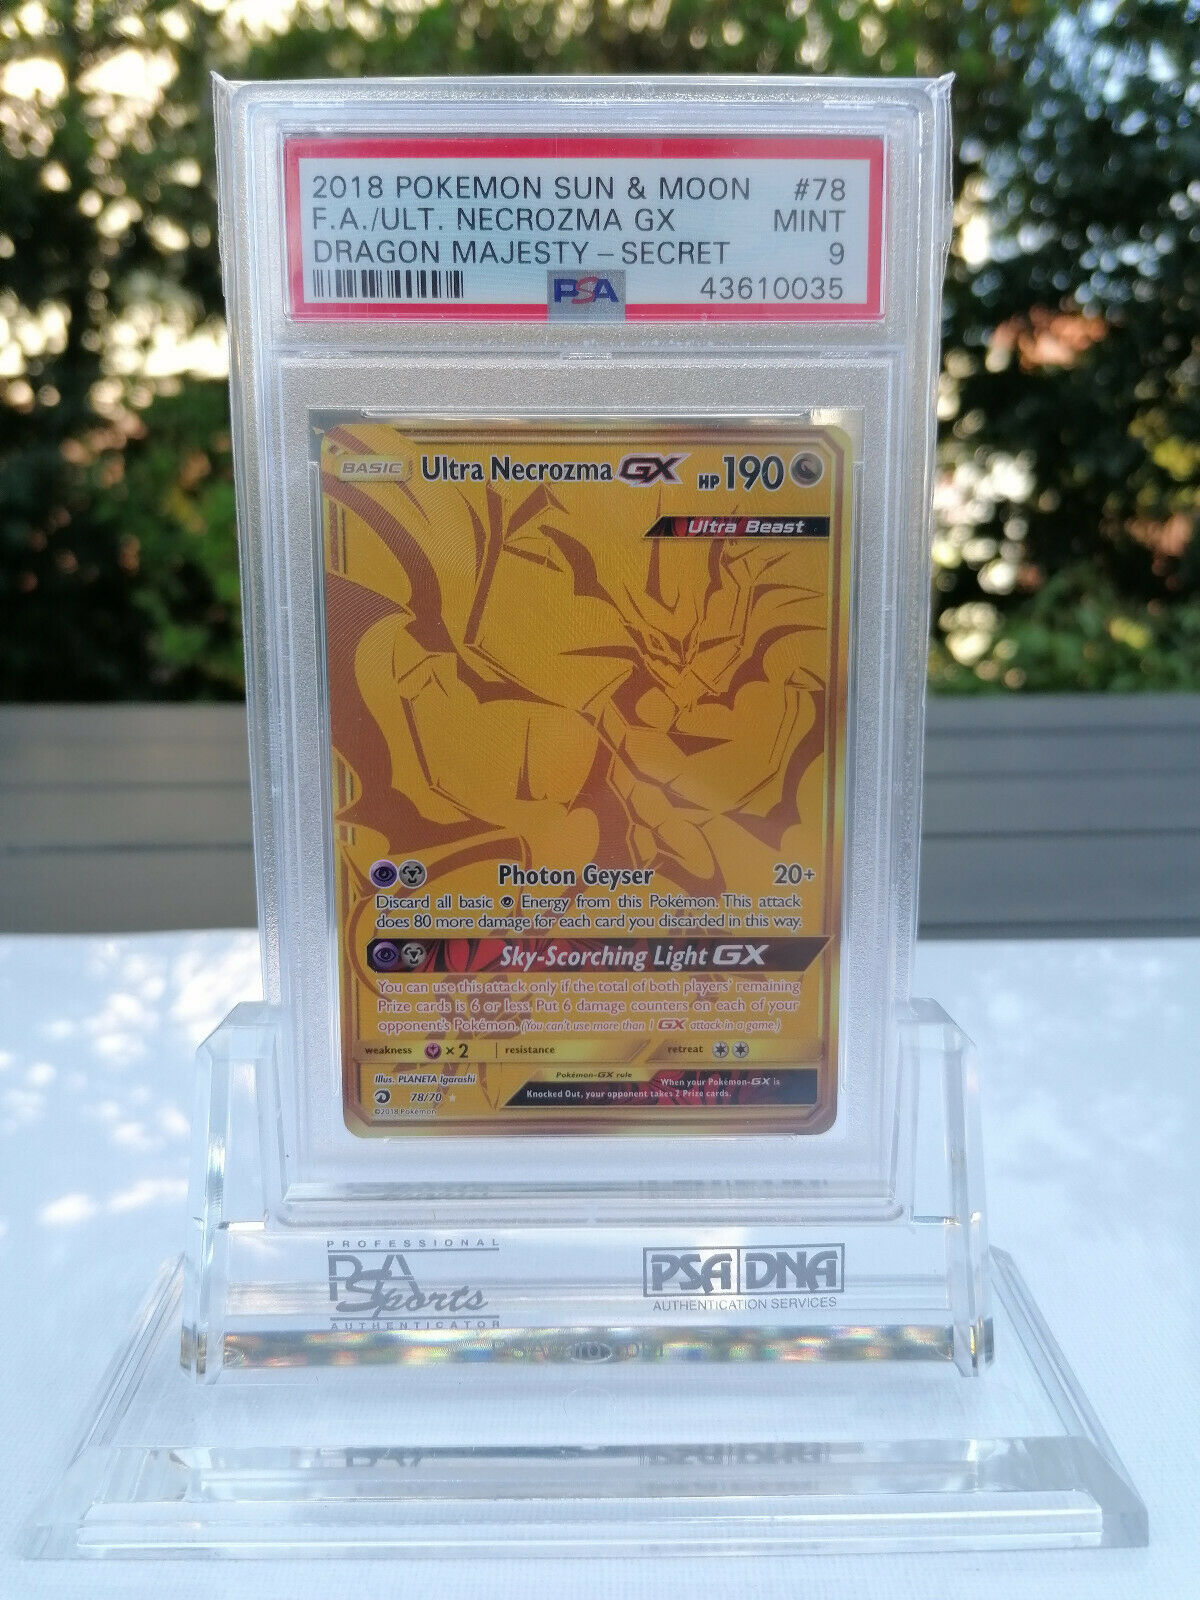 2018 POKEMON SUN & MOON #78
F.A./ULT. NECROZMA GX MINT
DRAGON MAJESTY – SECRET 9
PSA 43610035
BASIC Ultra Necrozma GX HP 190
Ultra Beast
Photon Geyser 20+
Discard all basic Energy from this Pokémon. This attack
does 80 more damage for each card you discarded in this way.
Sky-Scorching Light GX
You can use this attack only if the total of both players' remaining
Prize cards is 6 or less. Put 6 damage counters on each of your
opponent's Pokémon. (You can't use more than 1 GX attack in a game.)
weakness × 2 resistance retreat
Illus. PLANETA Igarashi
78/70
©2018 Pokémon
Pokémon-GX rule
When your Pokémon-GX is
Knocked Out, your opponent takes 2 Prize cards.
PROFESSIONAL
PSA
Sports
AUTHENTICATOR
PSA DNA
AUTHENTICATION SERVICES